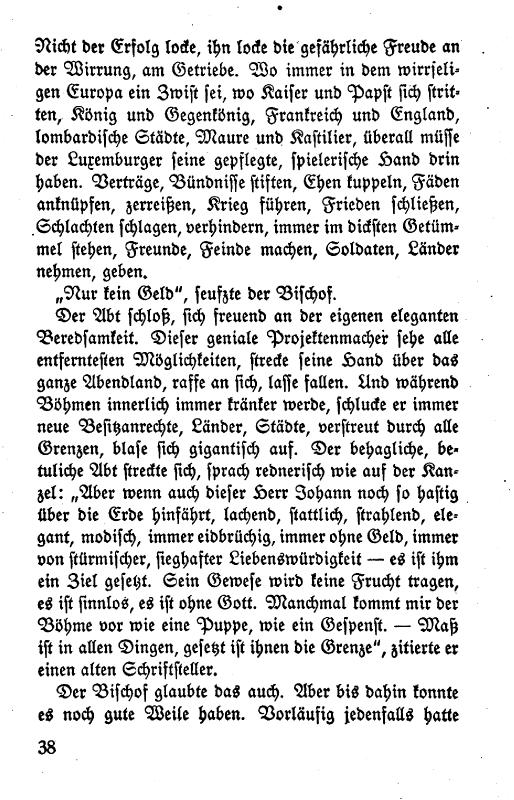 Nicht der Erfolg locke, ihn locke die gefährliche Freude an
der Wirrung, am Getriebe. Wo immer in dem wirrseli-
gen Europa ein Zwist sei, wo Kaiser und Papst sich strit-
ten, König und Gegenkönig, Frankreich und England,
lombardische Städte, Maure und Kastilier, überall müsse
der Luxemburger seine gepflegte, spielerische Hand drin
haben. Verträge, Bündnisse stiften, Ehen kuppeln, Fäden
anknüpfen, zerreißen, Krieg führen, Frieden schließen,
Schlachten schlagen, verhindern, immer im dicksten Getüm-
mel stehen, Freunde, Feinde machen, Soldaten, Länder
nehmen, geben.
„Nur kein Geld“, seufzte der Bischof.
Der Abt schloß, sich freuend an der eigenen eleganten
Beredsamkeit. Dieser geniale Projektenmacher sehe alle
entferntesten Möglichkeiten, strecke seine Hand über das
ganze Abendland, raffe an sich, lasse fallen. Und während
Böhmen innerlich immer kränker werde, schlucke er immer
neue Besitzanrechte, Länder, Städte, verstreut durch alle
Grenzen, blase sich gigantisch auf. Der behagliche, be-
tuliche Abt streckte sich, sprach rednerisch wie auf der Kan-
zel: „Aber wenn auch dieser Herr Johann noch so hastig
über die Erde hinfährt, lachend, stattlich, strahlend, ele-
gant, modisch, immer eidbrüchig, immer ohne Geld, immer
von stürmischer, sieghafter Liebenswürdigkeit — es ist ihm
ein Ziel gesetzt. Sein Gewese wird keine Frucht tragen,
es ist sinnlos, es ist ohne Gott. Manchmal kommt mir der
Böhme vor wie eine Puppe, wie ein Gespenst. — Maß
ist in allen Dingen, gesetzt ist ihnen die Grenze“, zitierte er
einen alten Schriftsteller.
Der Bischof glaubte das auch. Aber bis dahin konnte
es noch gute Weile haben. Vorläufig jedenfalls hatte
38